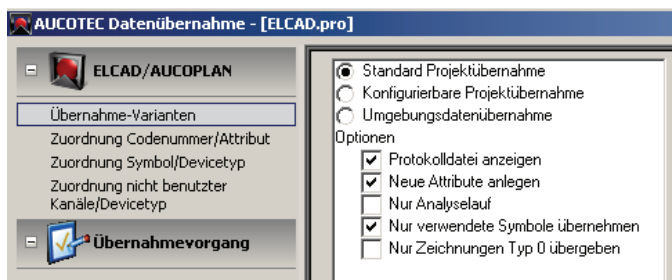 AUCOTEC Datenübernahme - [ELCAD.pro]
ELCAD/AUCOPLAN
Übernahme-Varianten
Zuordnung Codenummer/Attribut
Zuordnung Symbol/Devicetyp
Zuordnung nicht benutzter
Kanäle/Devicetyp
Übernahmevorgang
Standard Projektübernahme
Konfigurierbare Projektübernahme
Umgebungsdatenübernahme
Optionen
Protokolldatei anzeigen
Neue Attribute anlegen
Nur Analyselauf
Nur verwendete Symbole übernehmen
Nur Zeichnungen Typ 0 übergeben